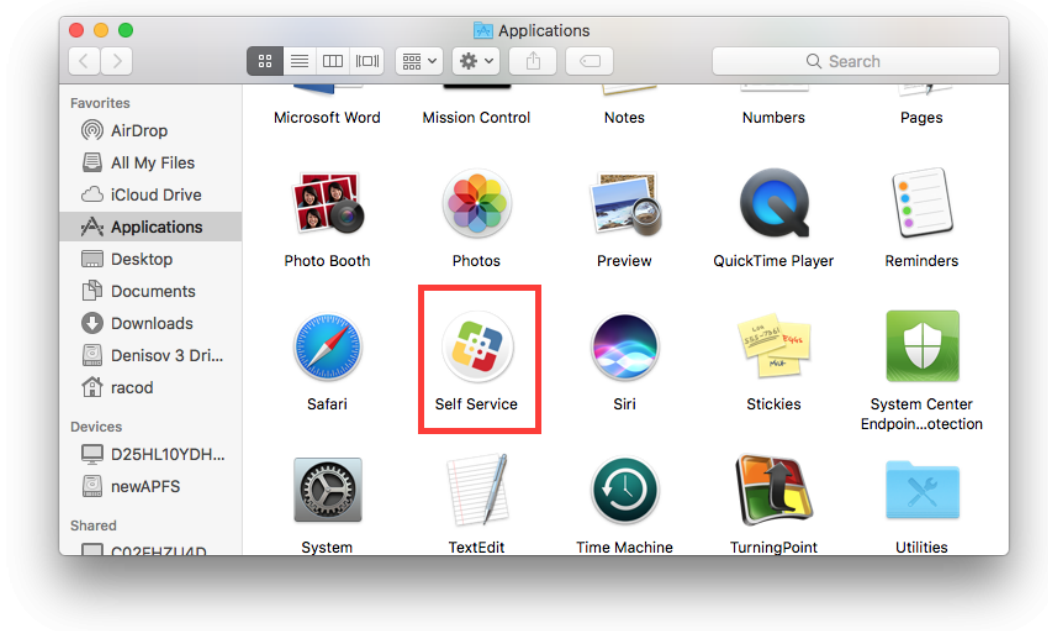 Applications
Search
Favorites
AirDrop
All My Files
iCloud Drive
Applications
Desktop
Documents
Downloads
Denisov 3 Dri...
racod
Devices
D25HL10YDH...
newAPFS
Shared
C02FHZU4D
Microsoft Word
Mission Control
Notes
Numbers
Pages
Photo Booth
Photos
Preview
QuickTime Player
Reminders
Safari
Self Service
Siri
Stickies
System Center
Endpoin...otection
System
TextEdit
Time Machine
TurningPoint
Utilities